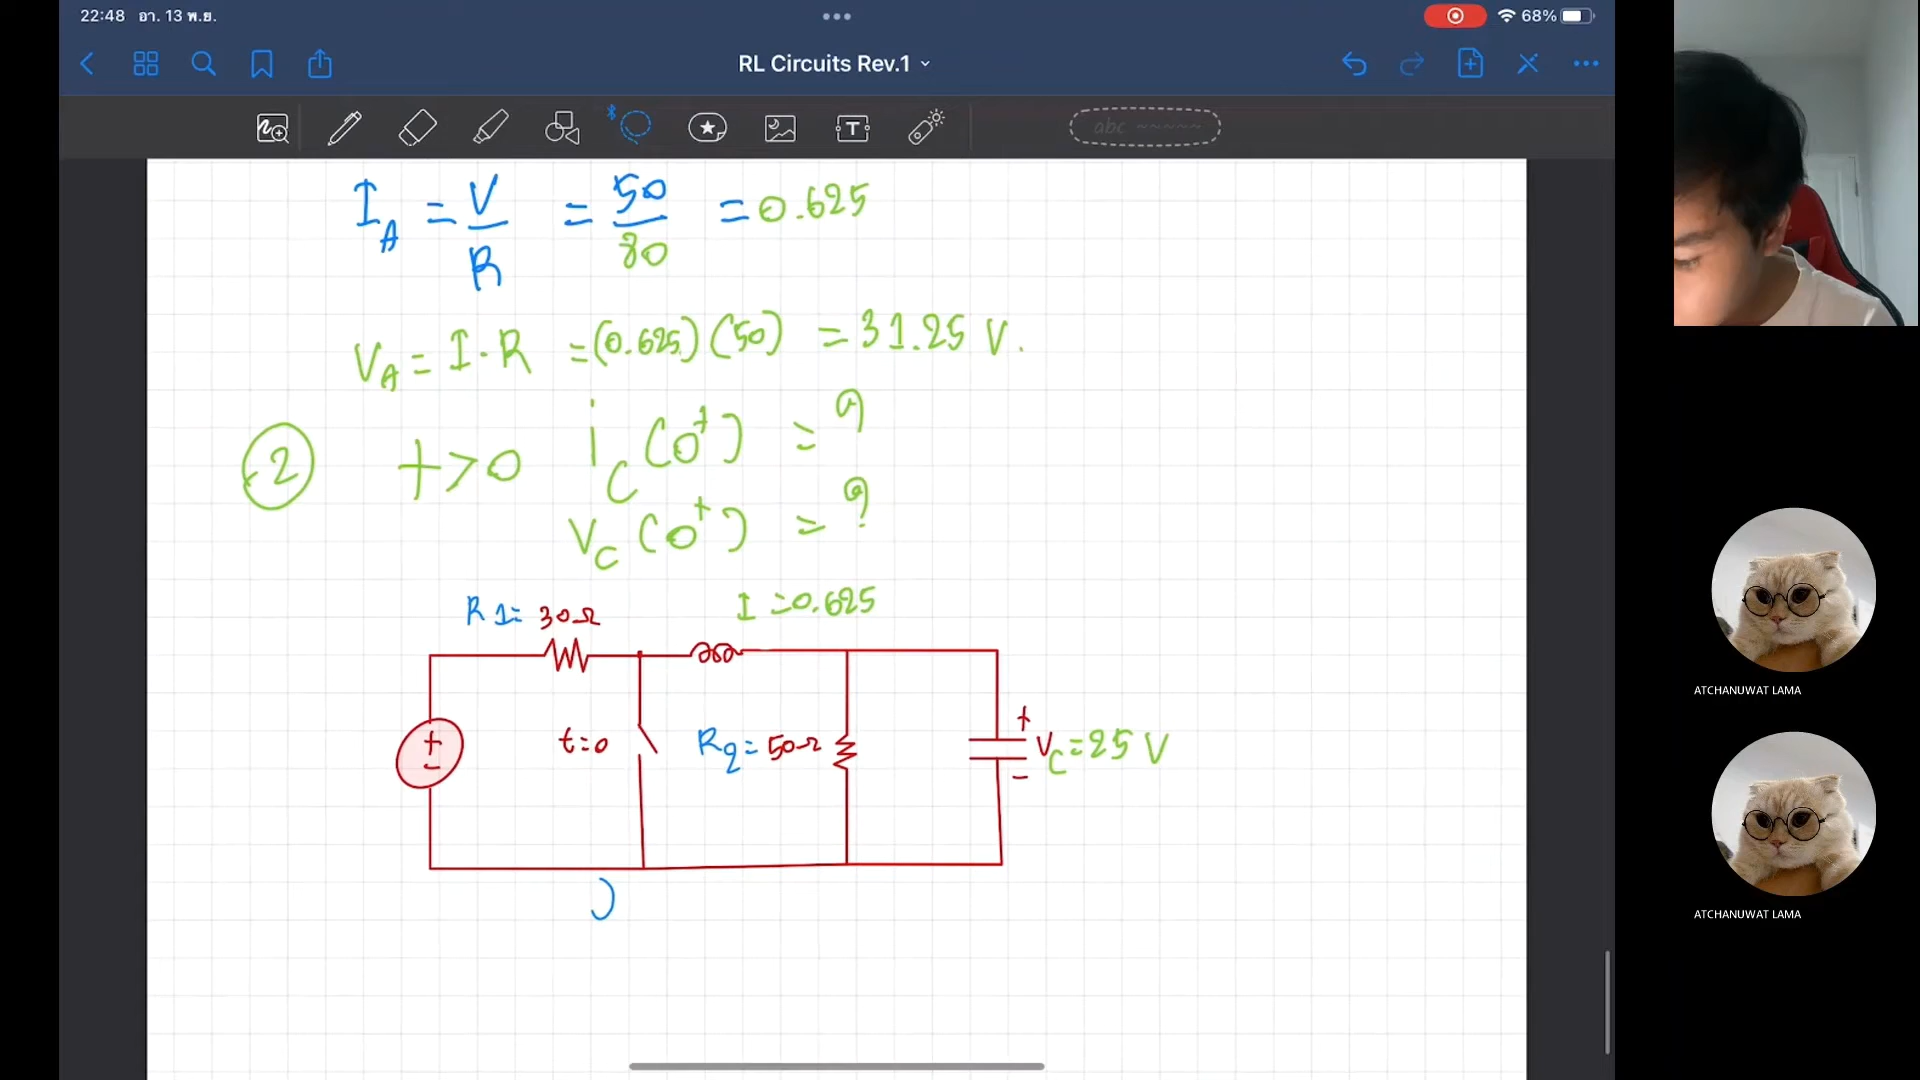 22:48 อา. 13 พ.ย.
68%
RL Circuits Rev.1
abc
I_A = V/R = 50/80 = 0.625
V_A = I · R = (0.625)(50) = 31.25 V.
2 t>0 i_C(0⁺) = ?
V_C(0⁺) = ?
I = 0.625
R1= 30Ω
+
-
t=0
R2= 50Ω
+
V_C = 25 V
-
ATCHANUWAT LAMA
ATCHANUWAT LAMA